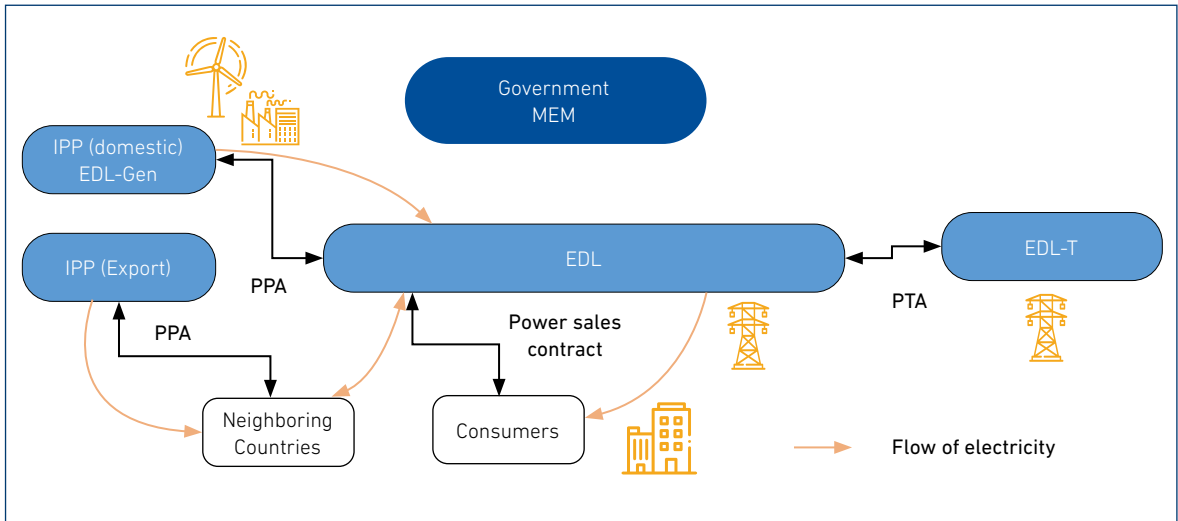 Government
MEM
IPP (domestic)
EDL-Gen
IPP (Export)
EDL
EDL-T
PPA
PTA
PPA
Power sales
contract
Neighboring
Countries
Consumers
Flow of electricity